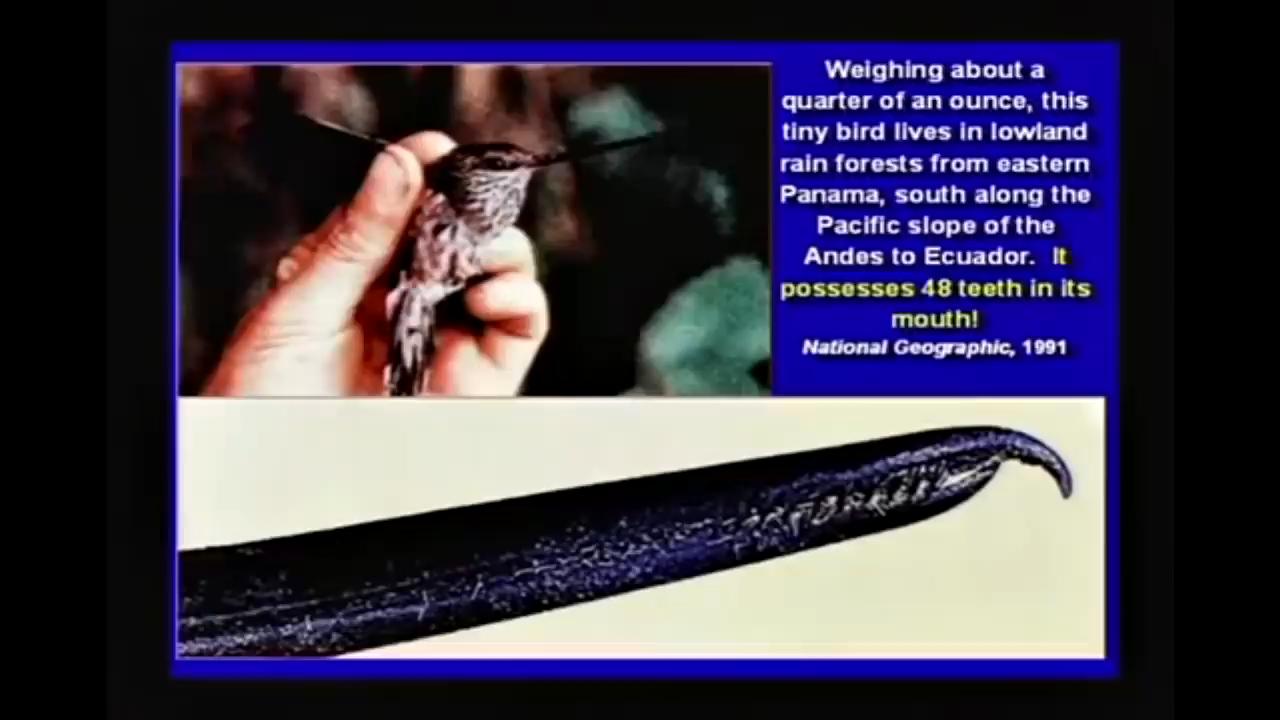 Weighing about a
quarter of an ounce, this
tiny bird lives in lowland
rain forests from eastern
Panama, south along the
Pacific slope of the
Andes to Ecuador. It
possesses 48 teeth in its
mouth!
National Geographic, 1991